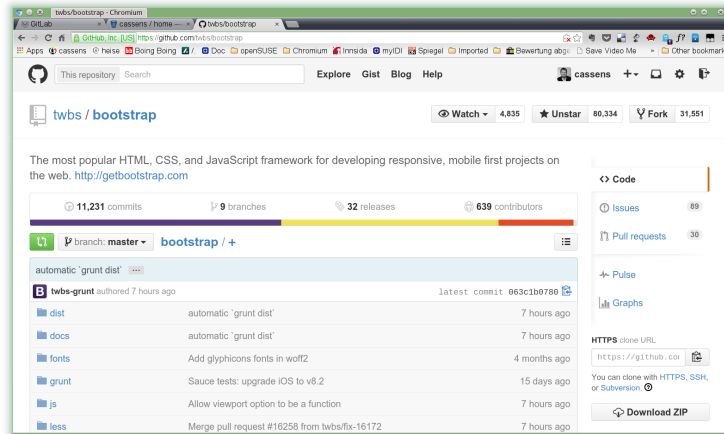 twbs/bootstrap - Chromium
GitLab
cassens / home —
twbs/bootstrap
GitHub, Inc. [US] https://github.com/twbs/bootstrap
Apps
cassens
heise
Boing Boing
Doc
openSUSE
Chromium
Innsida
myIDI
Spiegel
Imported
Bewertung abge
Save Video Me
»
Other bookmark
This repository Search
Explore Gist Blog Help
cassens
twbs / bootstrap
Watch 4,835
Unstar 80,334
Fork 31,551
The most popular HTML, CSS, and JavaScript framework for developing responsive, mobile first projects on
the web. http://getbootstrap.com
11,231 commits 9 branches 32 releases 639 contributors
branch: master bootstrap / +
automatic `grunt dist` ...
twbs-grunt authored 7 hours ago latest commit 063c1b0780
dist automatic `grunt dist` 7 hours ago
docs automatic `grunt dist` 7 hours ago
fonts Add glyphicons fonts in woff2 4 months ago
grunt Sauce tests: upgrade iOS to v8.2 15 days ago
js Allow viewport option to be a function 7 hours ago
less Merge pull request #16258 from twbs/fix-16172 7 hours ago
<> Code
Issues 89
Pull requests 30
Pulse
Graphs
HTTPS clone URL
https://github.co
You can clone with HTTPS, SSH,
or Subversion.
Download ZIP